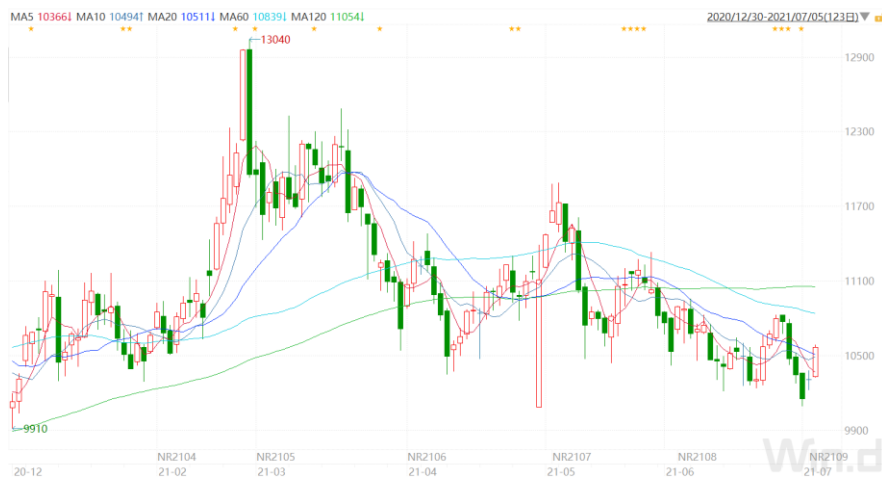 MA5 10366↓ MA10 10494↑ MA20 10511↓ MA60 10839↓ MA120 11054↓
2020/12/30-2021/07/05(123日)▼
13040
12900
12300
11700
11100
10500
9910
9900
NR2104 NR2105 NR2106 NR2107 NR2108 NR2109
20-12 21-02 21-03 21-04 21-05 21-06 21-07
Win.d